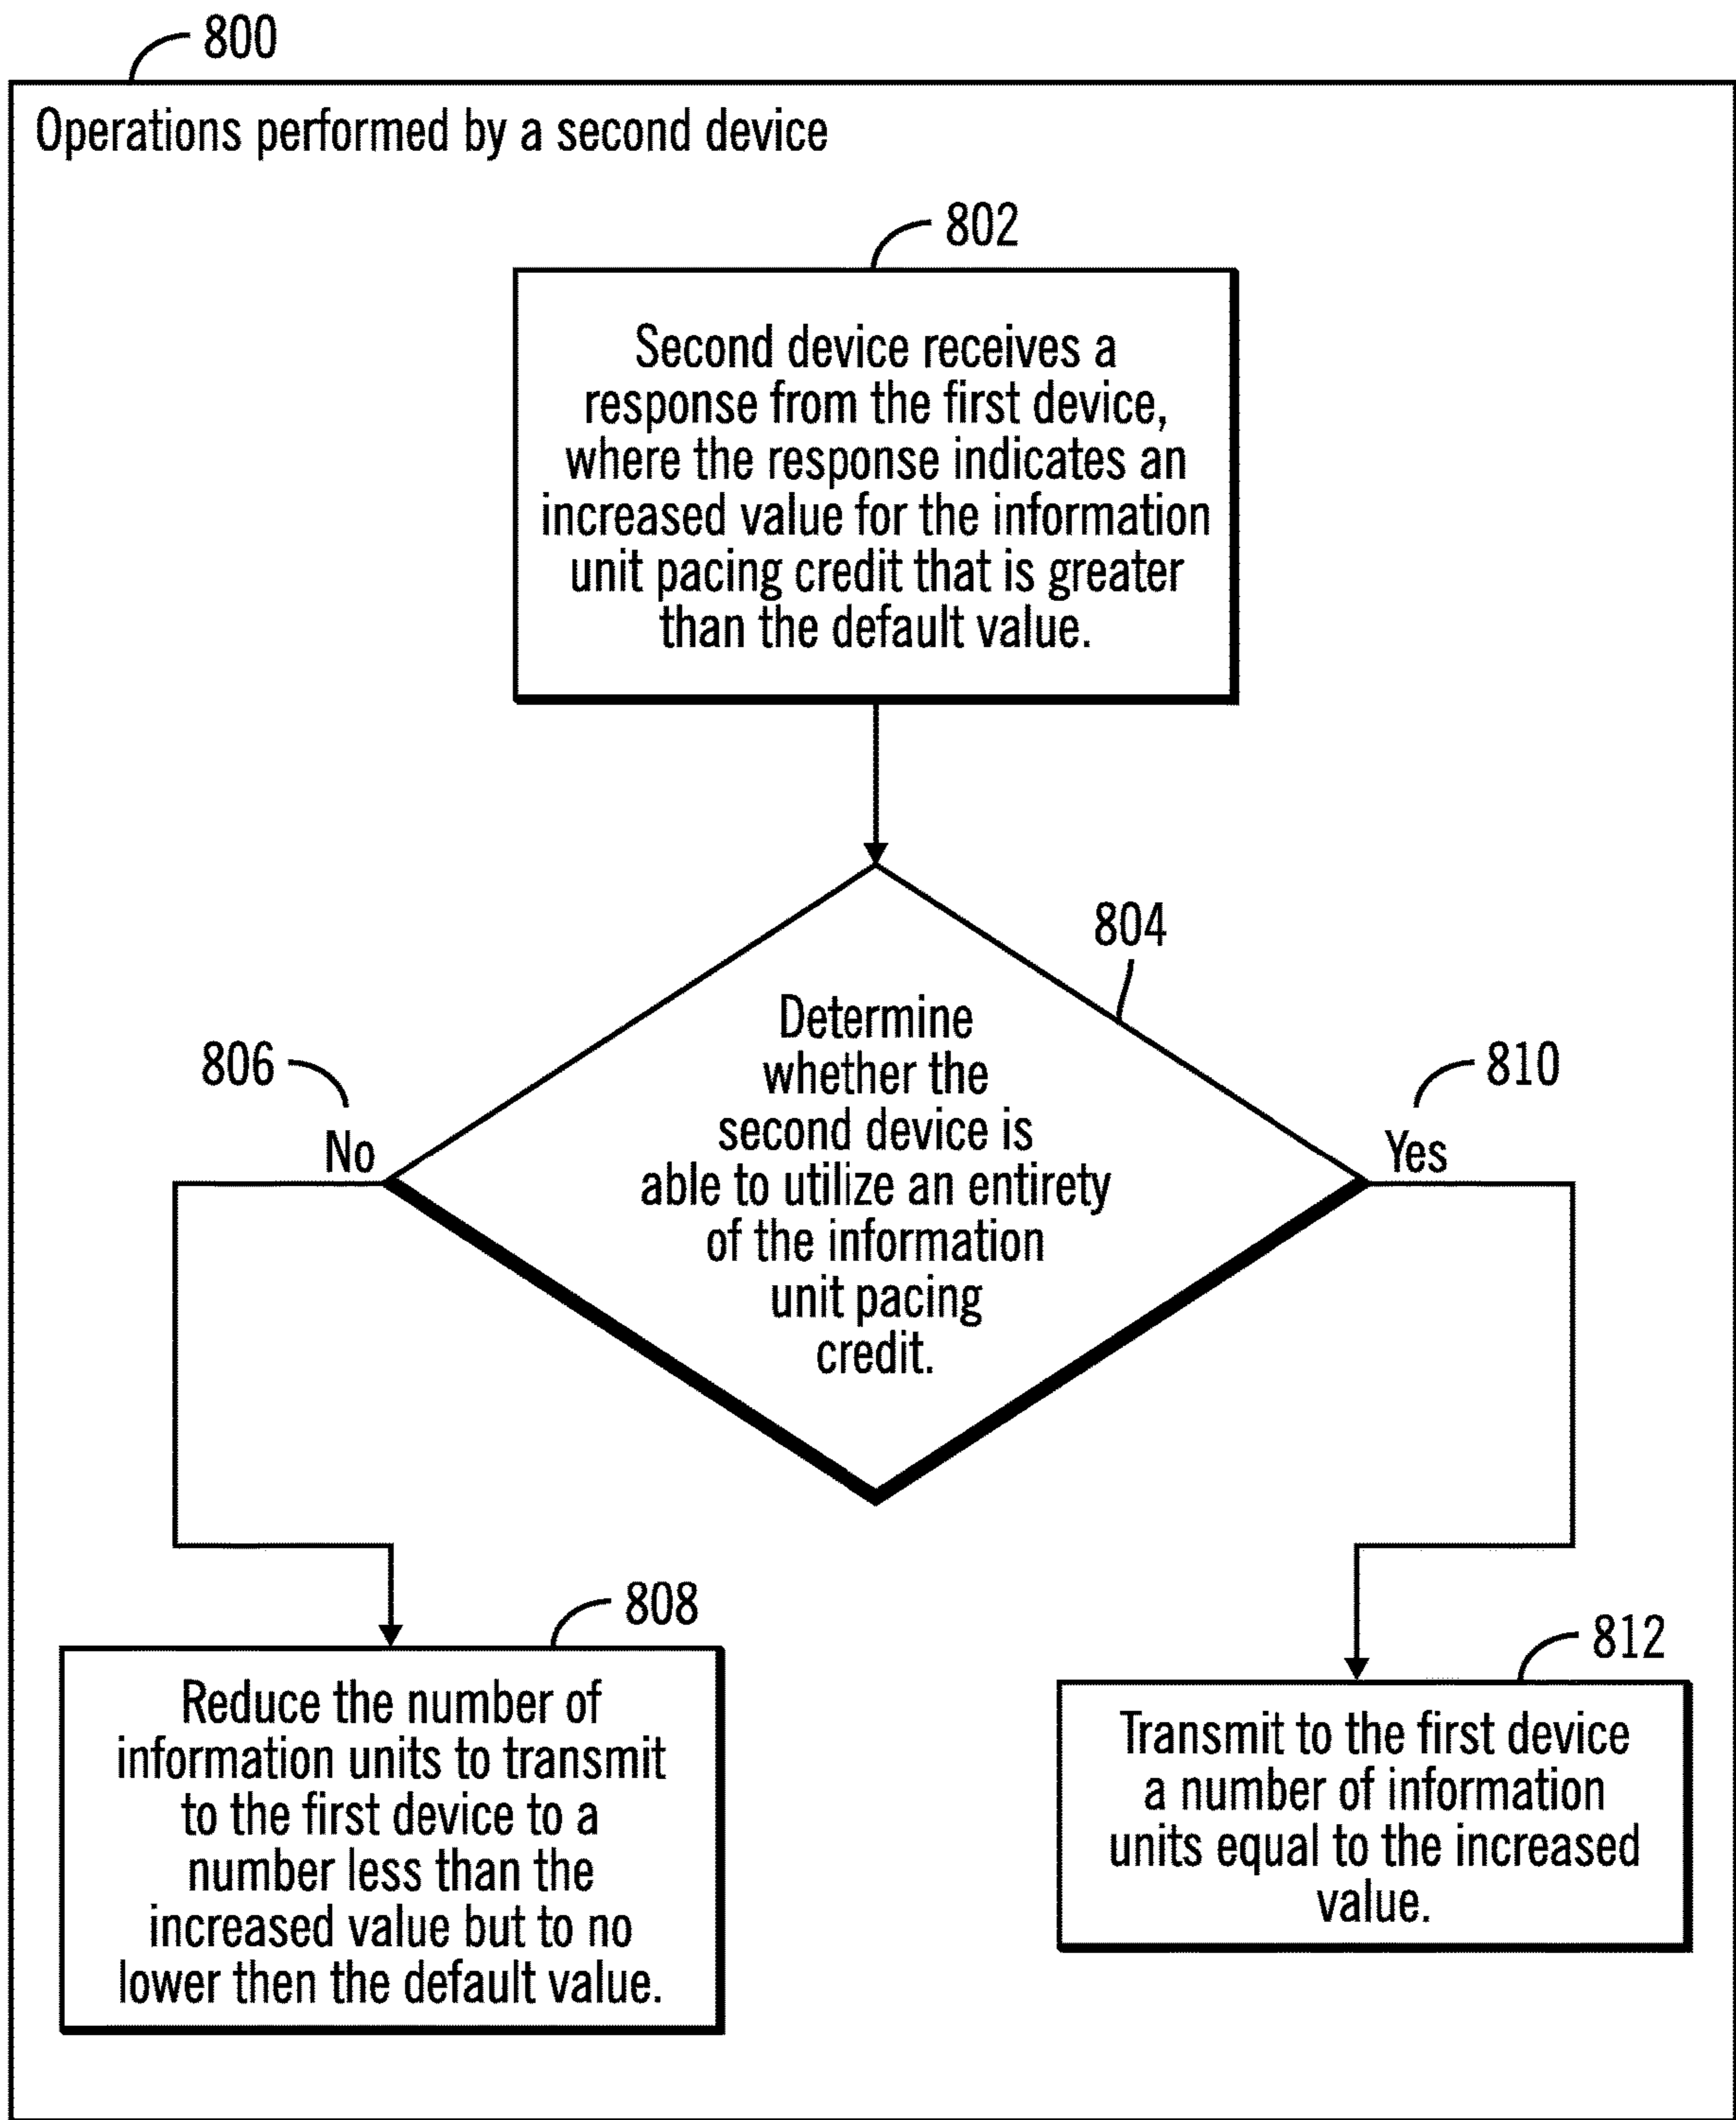 800
Operations performed by a second device
802
Second device receives a
response from the first device,
where the response indicates an
increased value for the information
unit pacing credit that is greater
than the default value.
804
Determine
whether the
second device is
able to utilize an entirety
of the information
unit pacing
credit.
806
No
810
Yes
808
Reduce the number of
information units to transmit
to the first device to a
number less than the
increased value but to no
lower then the default value.
812
Transmit to the first device
a number of information
units equal to the increased
value.